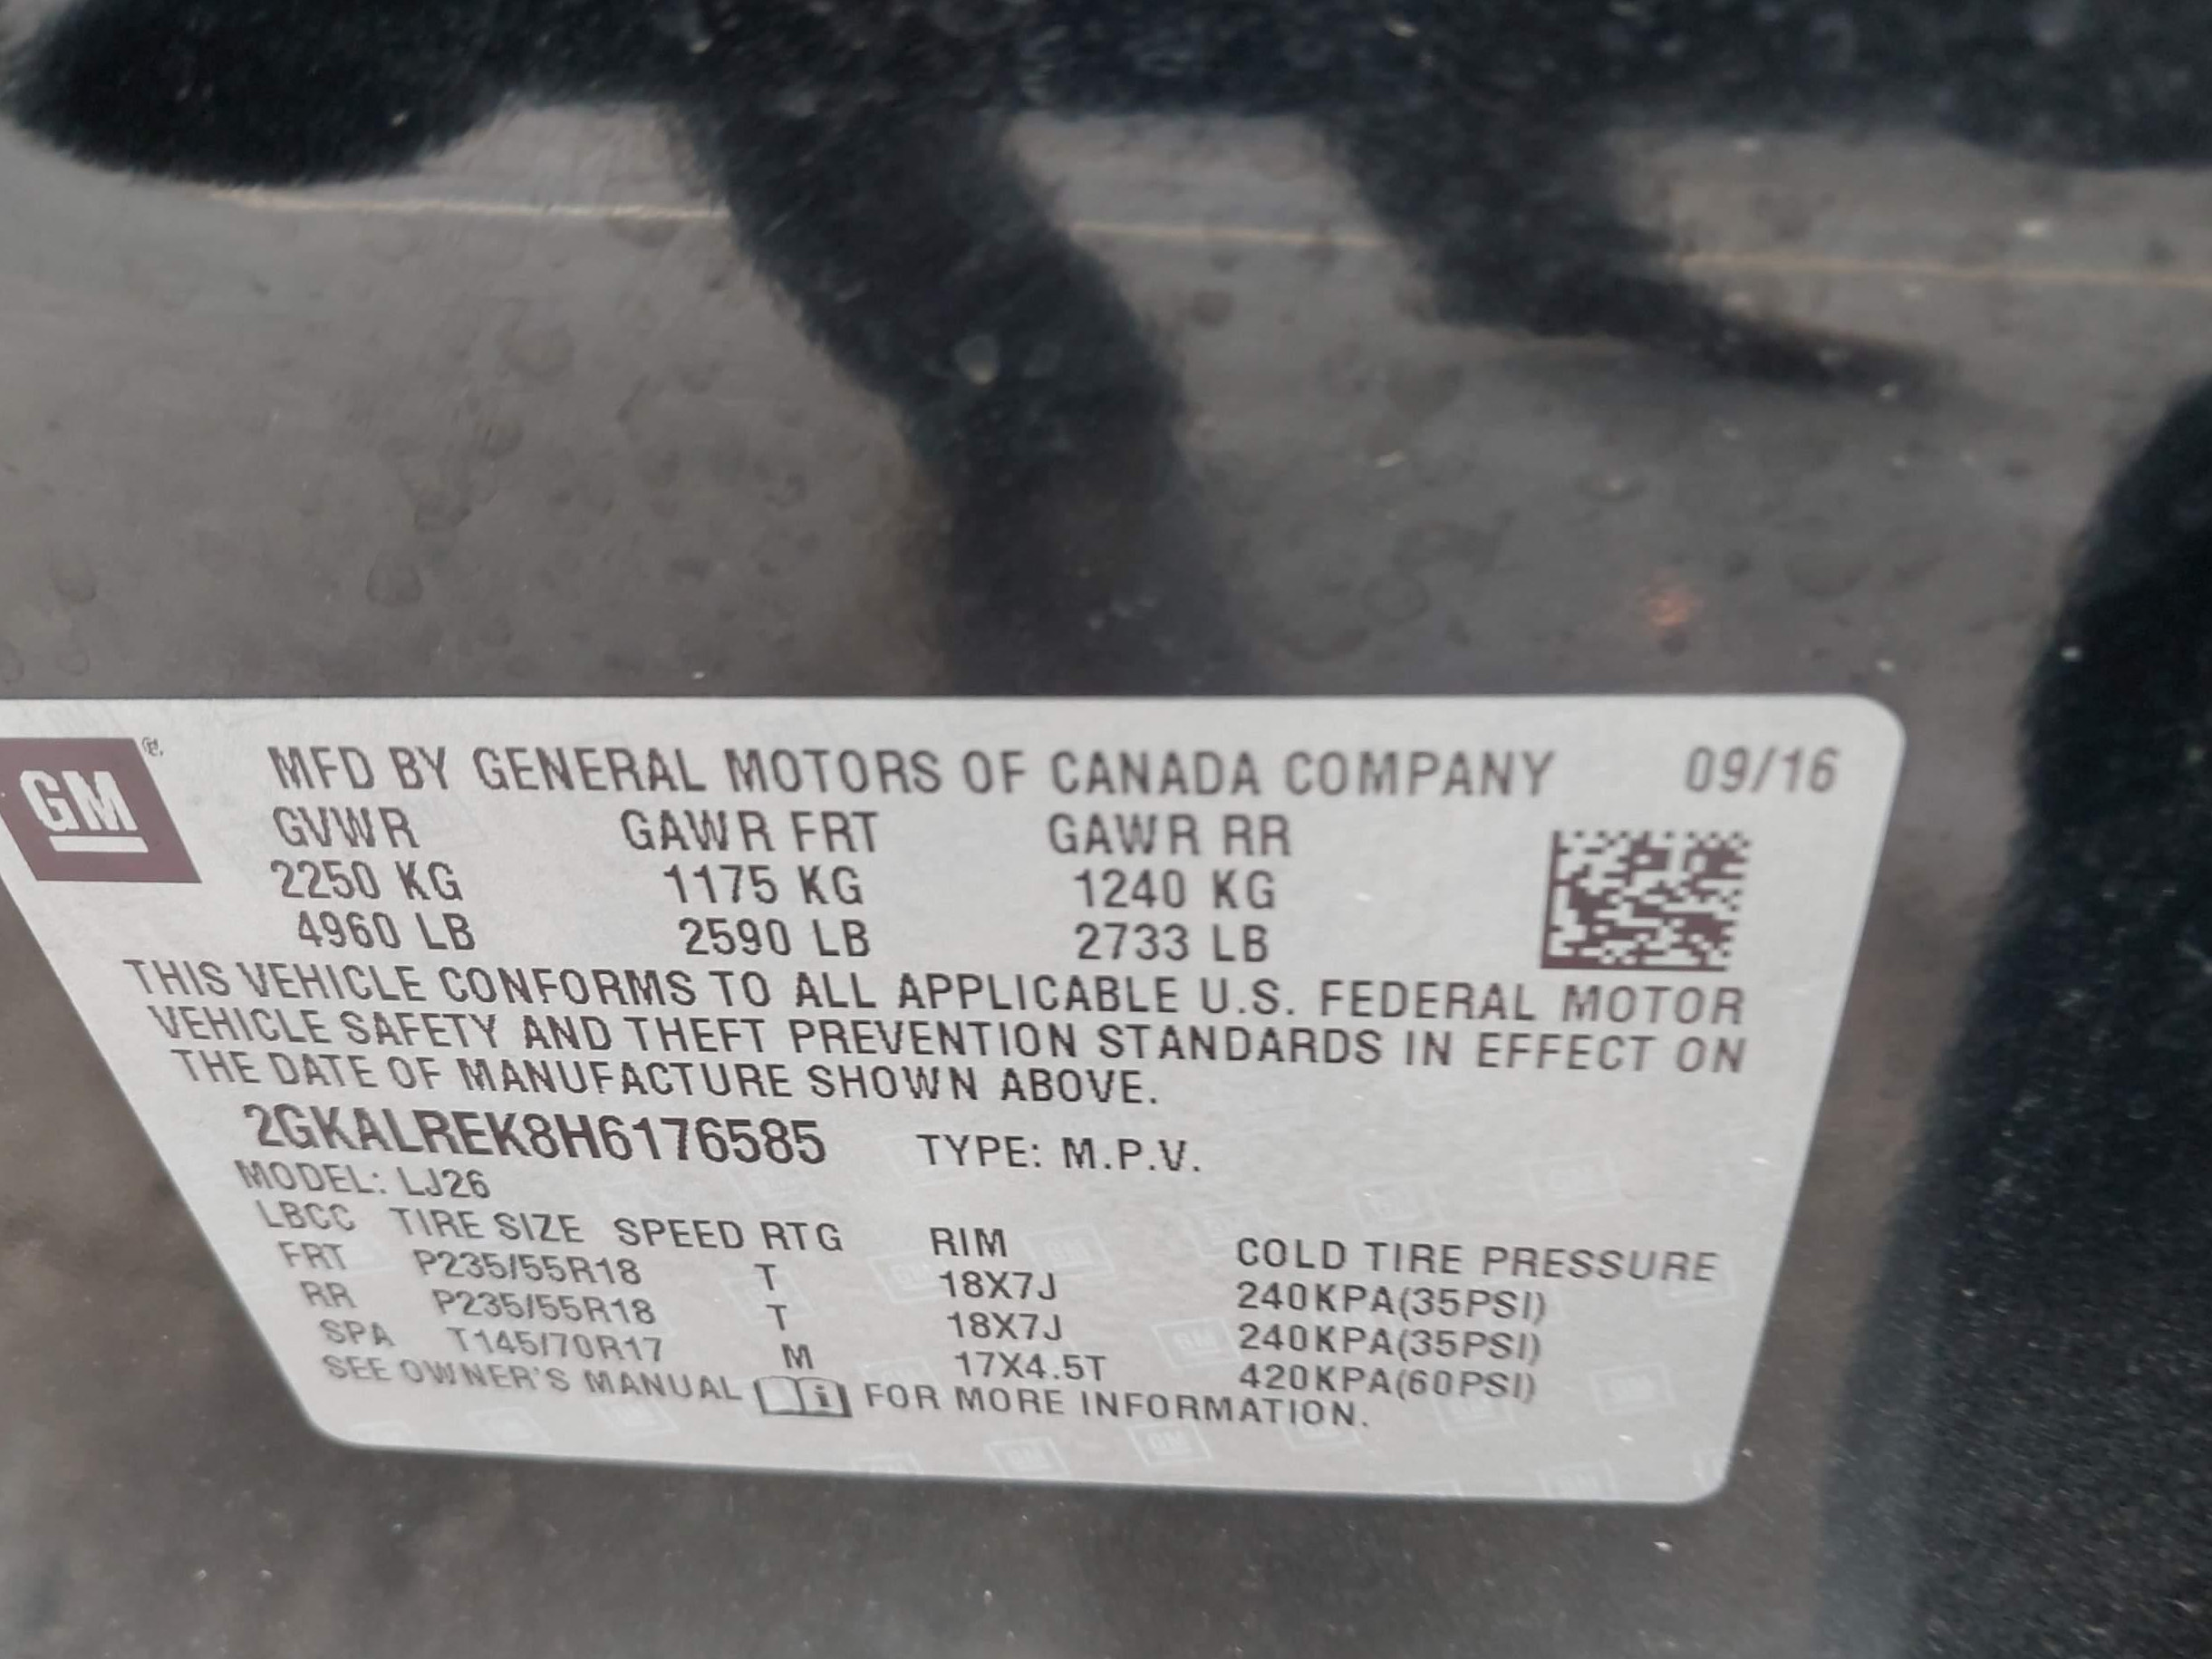 GM
MFD BY GENERAL MOTORS OF CANADA COMPANY 09/16
GVWR GAWR FRT GAWR RR
2250 KG 1175 KG 1240 KG
4960 LB 2590 LB 2733 LB
THIS VEHICLE CONFORMS TO ALL APPLICABLE U.S. FEDERAL MOTOR
VEHICLE SAFETY AND THEFT PREVENTION STANDARDS IN EFFECT ON
THE DATE OF MANUFACTURE SHOWN ABOVE.
2GKALREK8H6176585 TYPE: M.P.V.
MODEL: LJ26
LBCC TIRE SIZE SPEED RTG RIM COLD TIRE PRESSURE
FRT P235/55R18 T 18X7J 240KPA(35PSI)
RR P235/55R18 T 18X7J 240KPA(35PSI)
SPA T145/70R17 M 17X4.5T 420KPA(60PSI)
SEE OWNER'S MANUAL i FOR MORE INFORMATION.